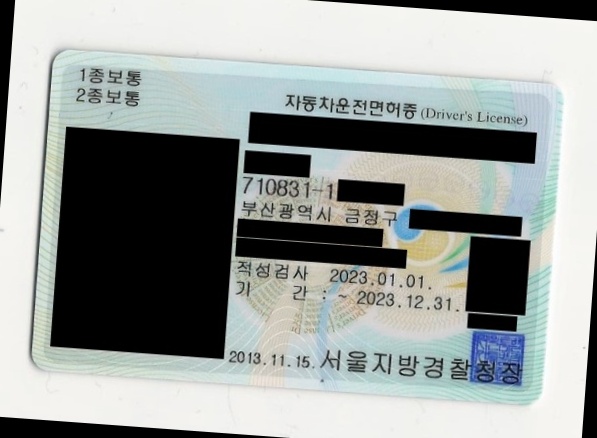 1종보통
2종보통
자동차운전면허증 (Driver's License)
710831-1
부산광역시 금정구
적성검사 2023.01.01.
기 간 : ~ 2023.12.31.
2013.11.15. 서울지방경찰청장